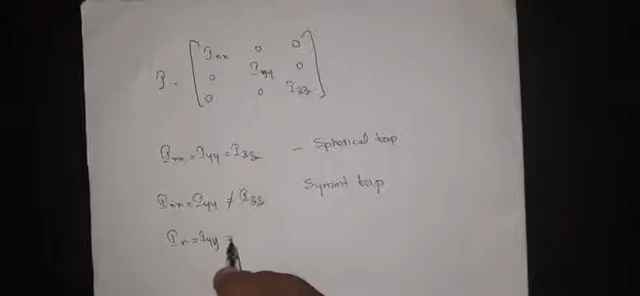 I = [ Ixx 0 0
0 Iyy 0
0 0 Izz ]
Ixx = Iyy = Izz – Spherical top
Ixx = Iyy ≠ Izz Symmt top
Ix = Iyy =